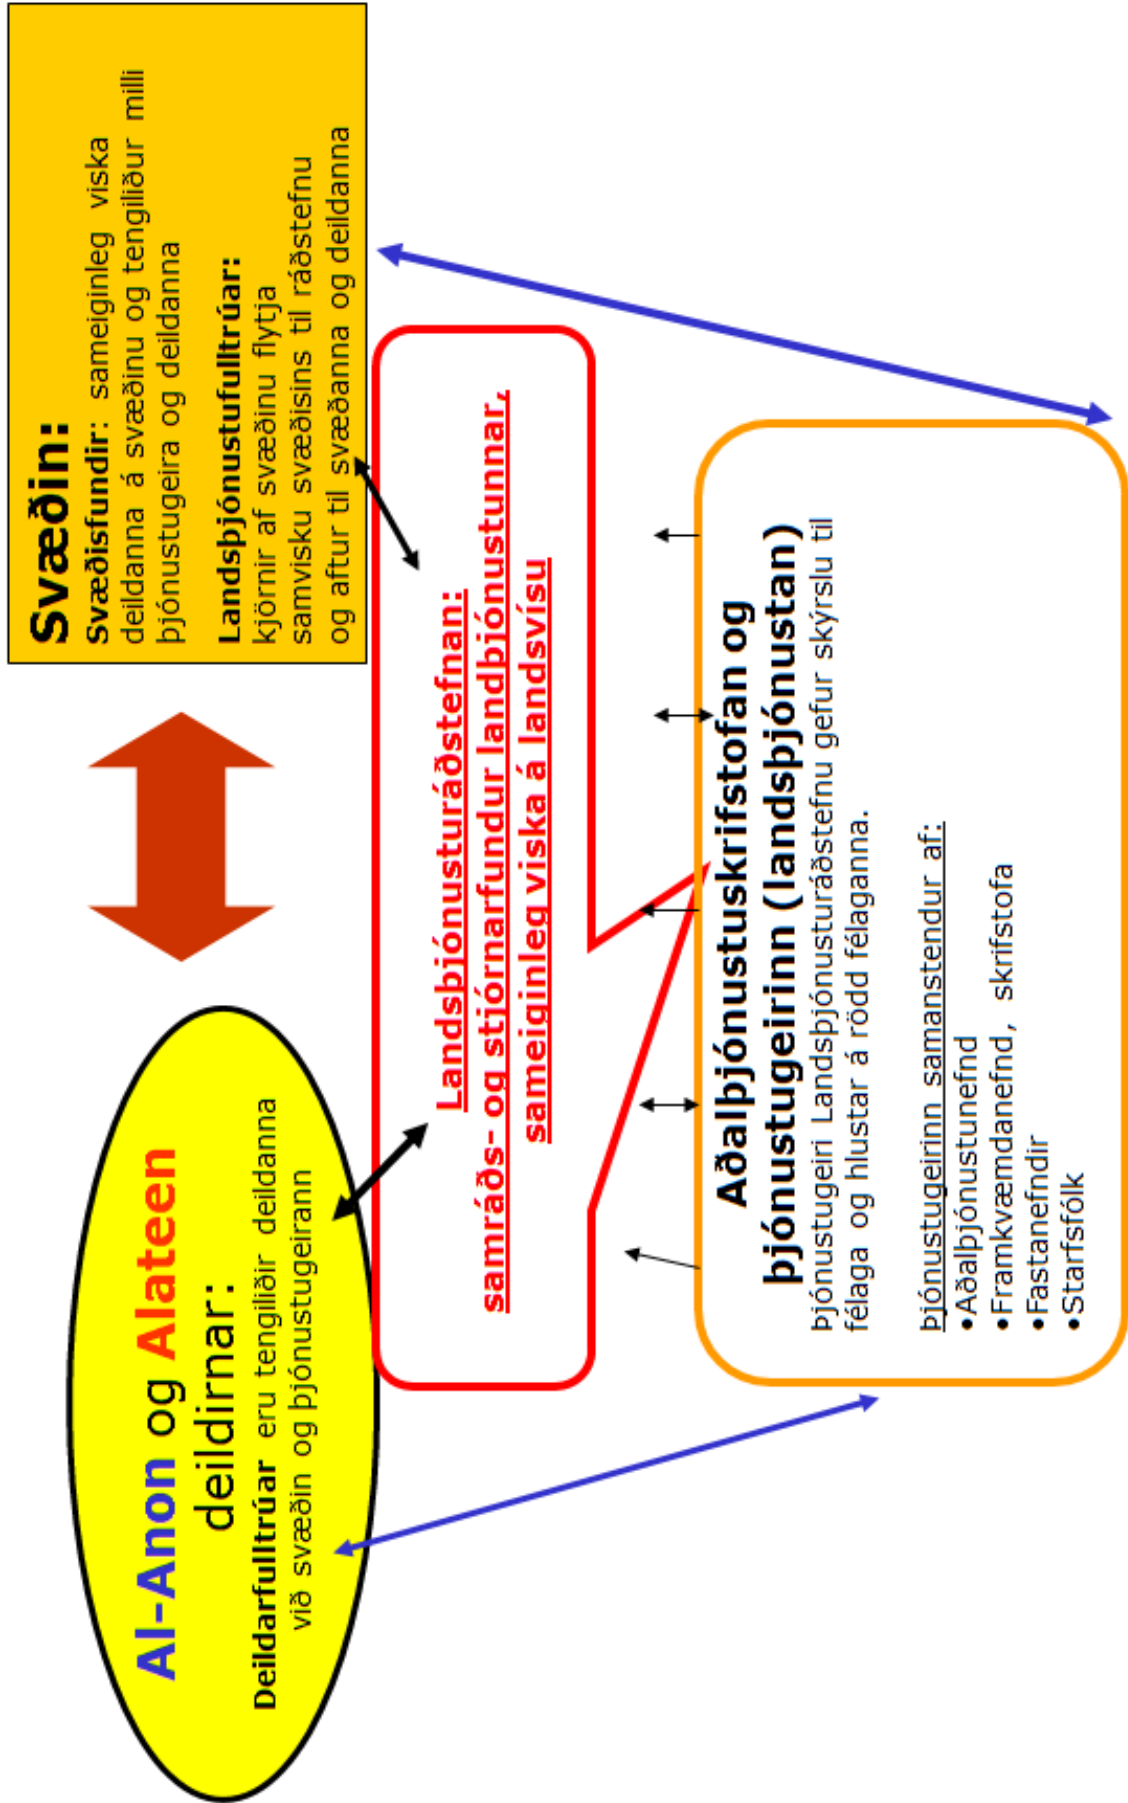 Al-Anon og Alateen
deildirnar:
Deildarfulltrúar eru tengiliðir deildanna
við svæðin og þjónustugeirann
Svæðin:
Svæðisfundir: sameiginleg viska
deildanna á svæðinu og tengiliður milli
þjónustugeira og deildanna
Landsþjónustufulltrúar:
kjörnir af svæðinu flytja
samvisku svæðisins til ráðstefnu
og aftur til svæðanna og deildanna
Landsþjónusturáðstefnan:
samráðs- og stjórnarfundur landþjónustunnar,
sameiginleg viska á landsvísu
Aðalþjónustuskrifstofan og
þjónustugeirinn (landsþjónustan)
Þjónustugeiri Landsþjónusturáðstefnu gefur skýrslu til
félaga og hlustar á rödd félaganna.
Þjónustugeirinn samanstendur af:
•Aðalþjónustunefnd
•Framkvæmdanefnd, skrifstofa
•Fastanefndir
•Starfsfólk